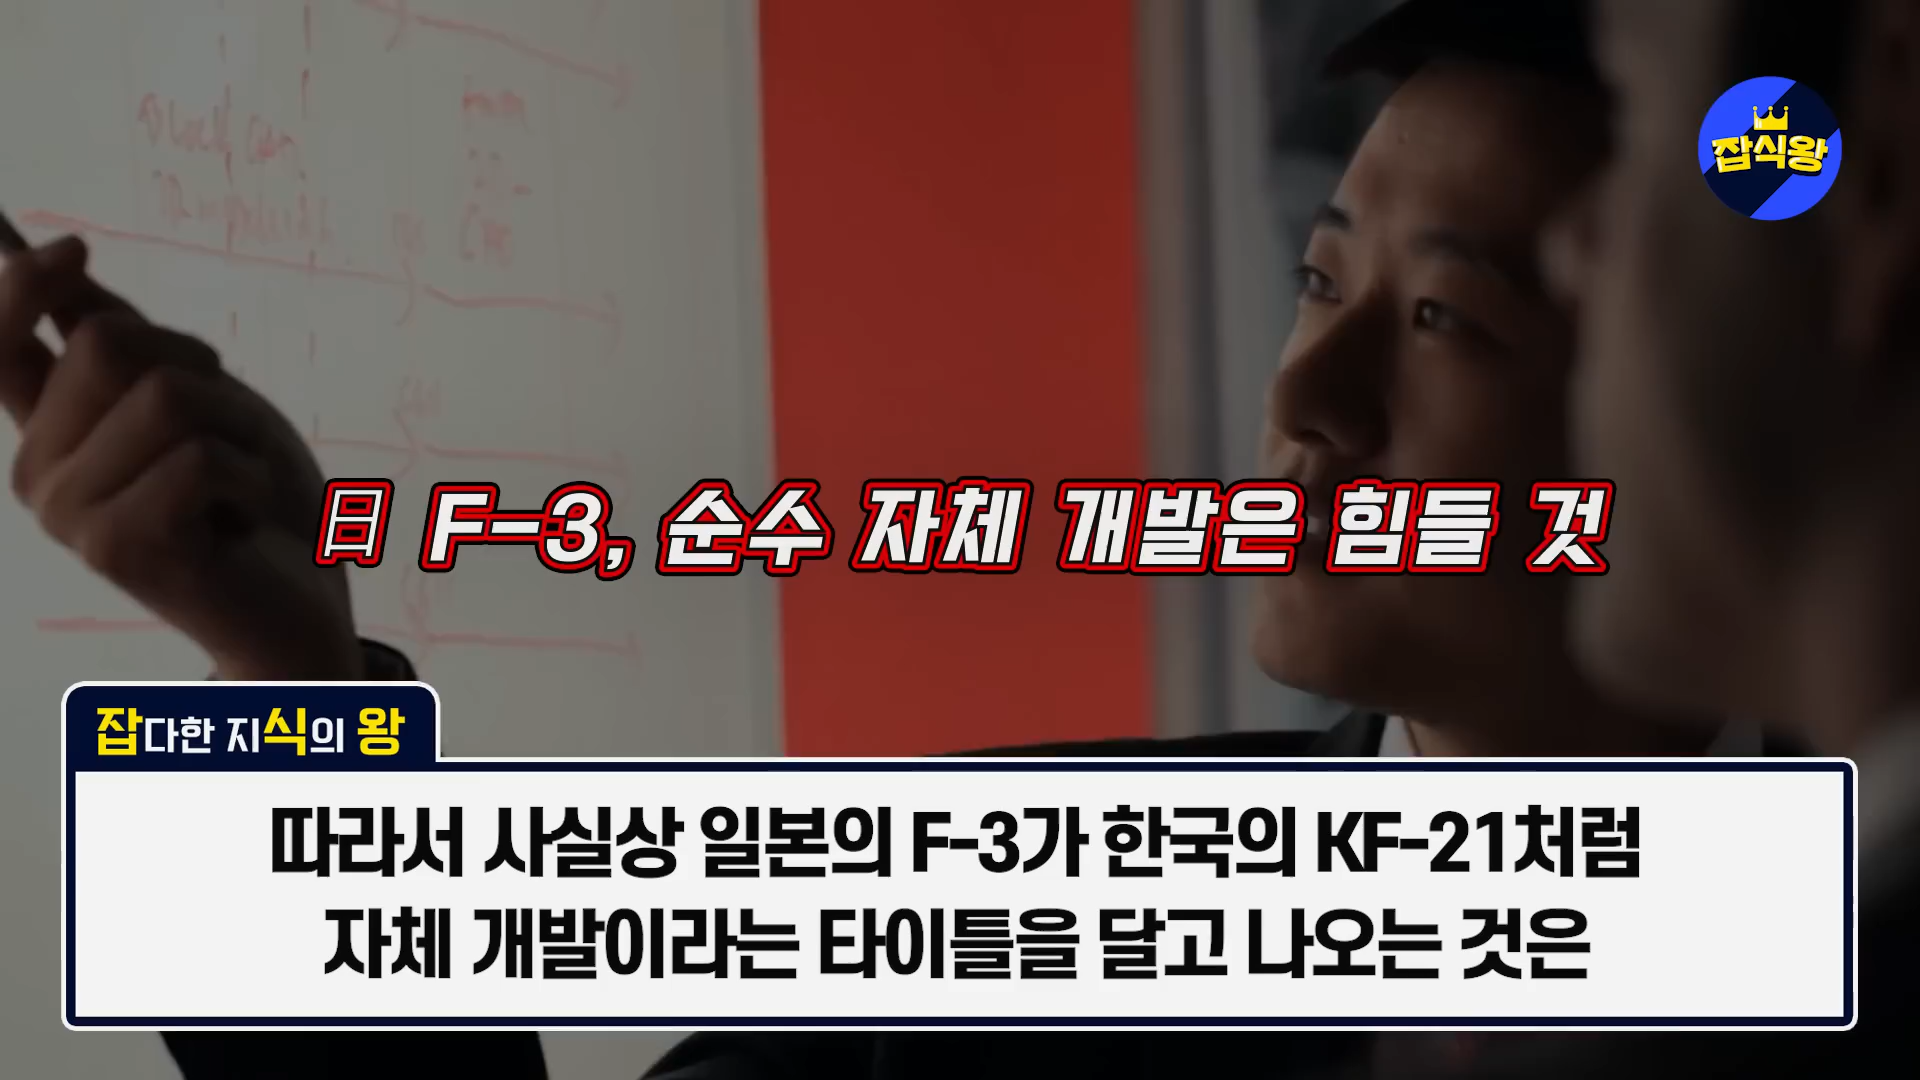 잡식왕
日 F-3, 순수 자체 개발은 힘들 것
잡다한 지식의 왕
따라서 사실상 일본의 F-3가 한국의 KF-21처럼
자체 개발이라는 타이틀을 달고 나오는 것은